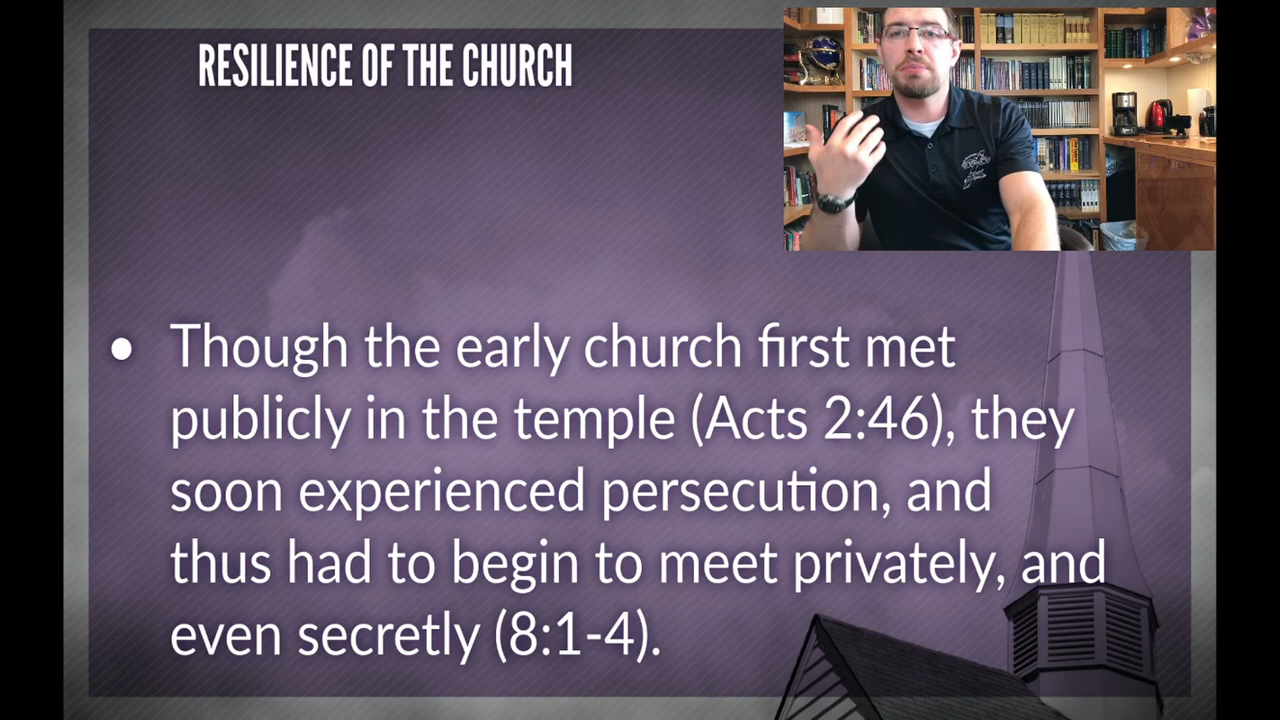 RESILIENCE OF THE CHURCH
• Though the early church first met
publicly in the temple (Acts 2:46), they
soon experienced persecution, and
thus had to begin to meet privately, and
even secretly (8:1-4).